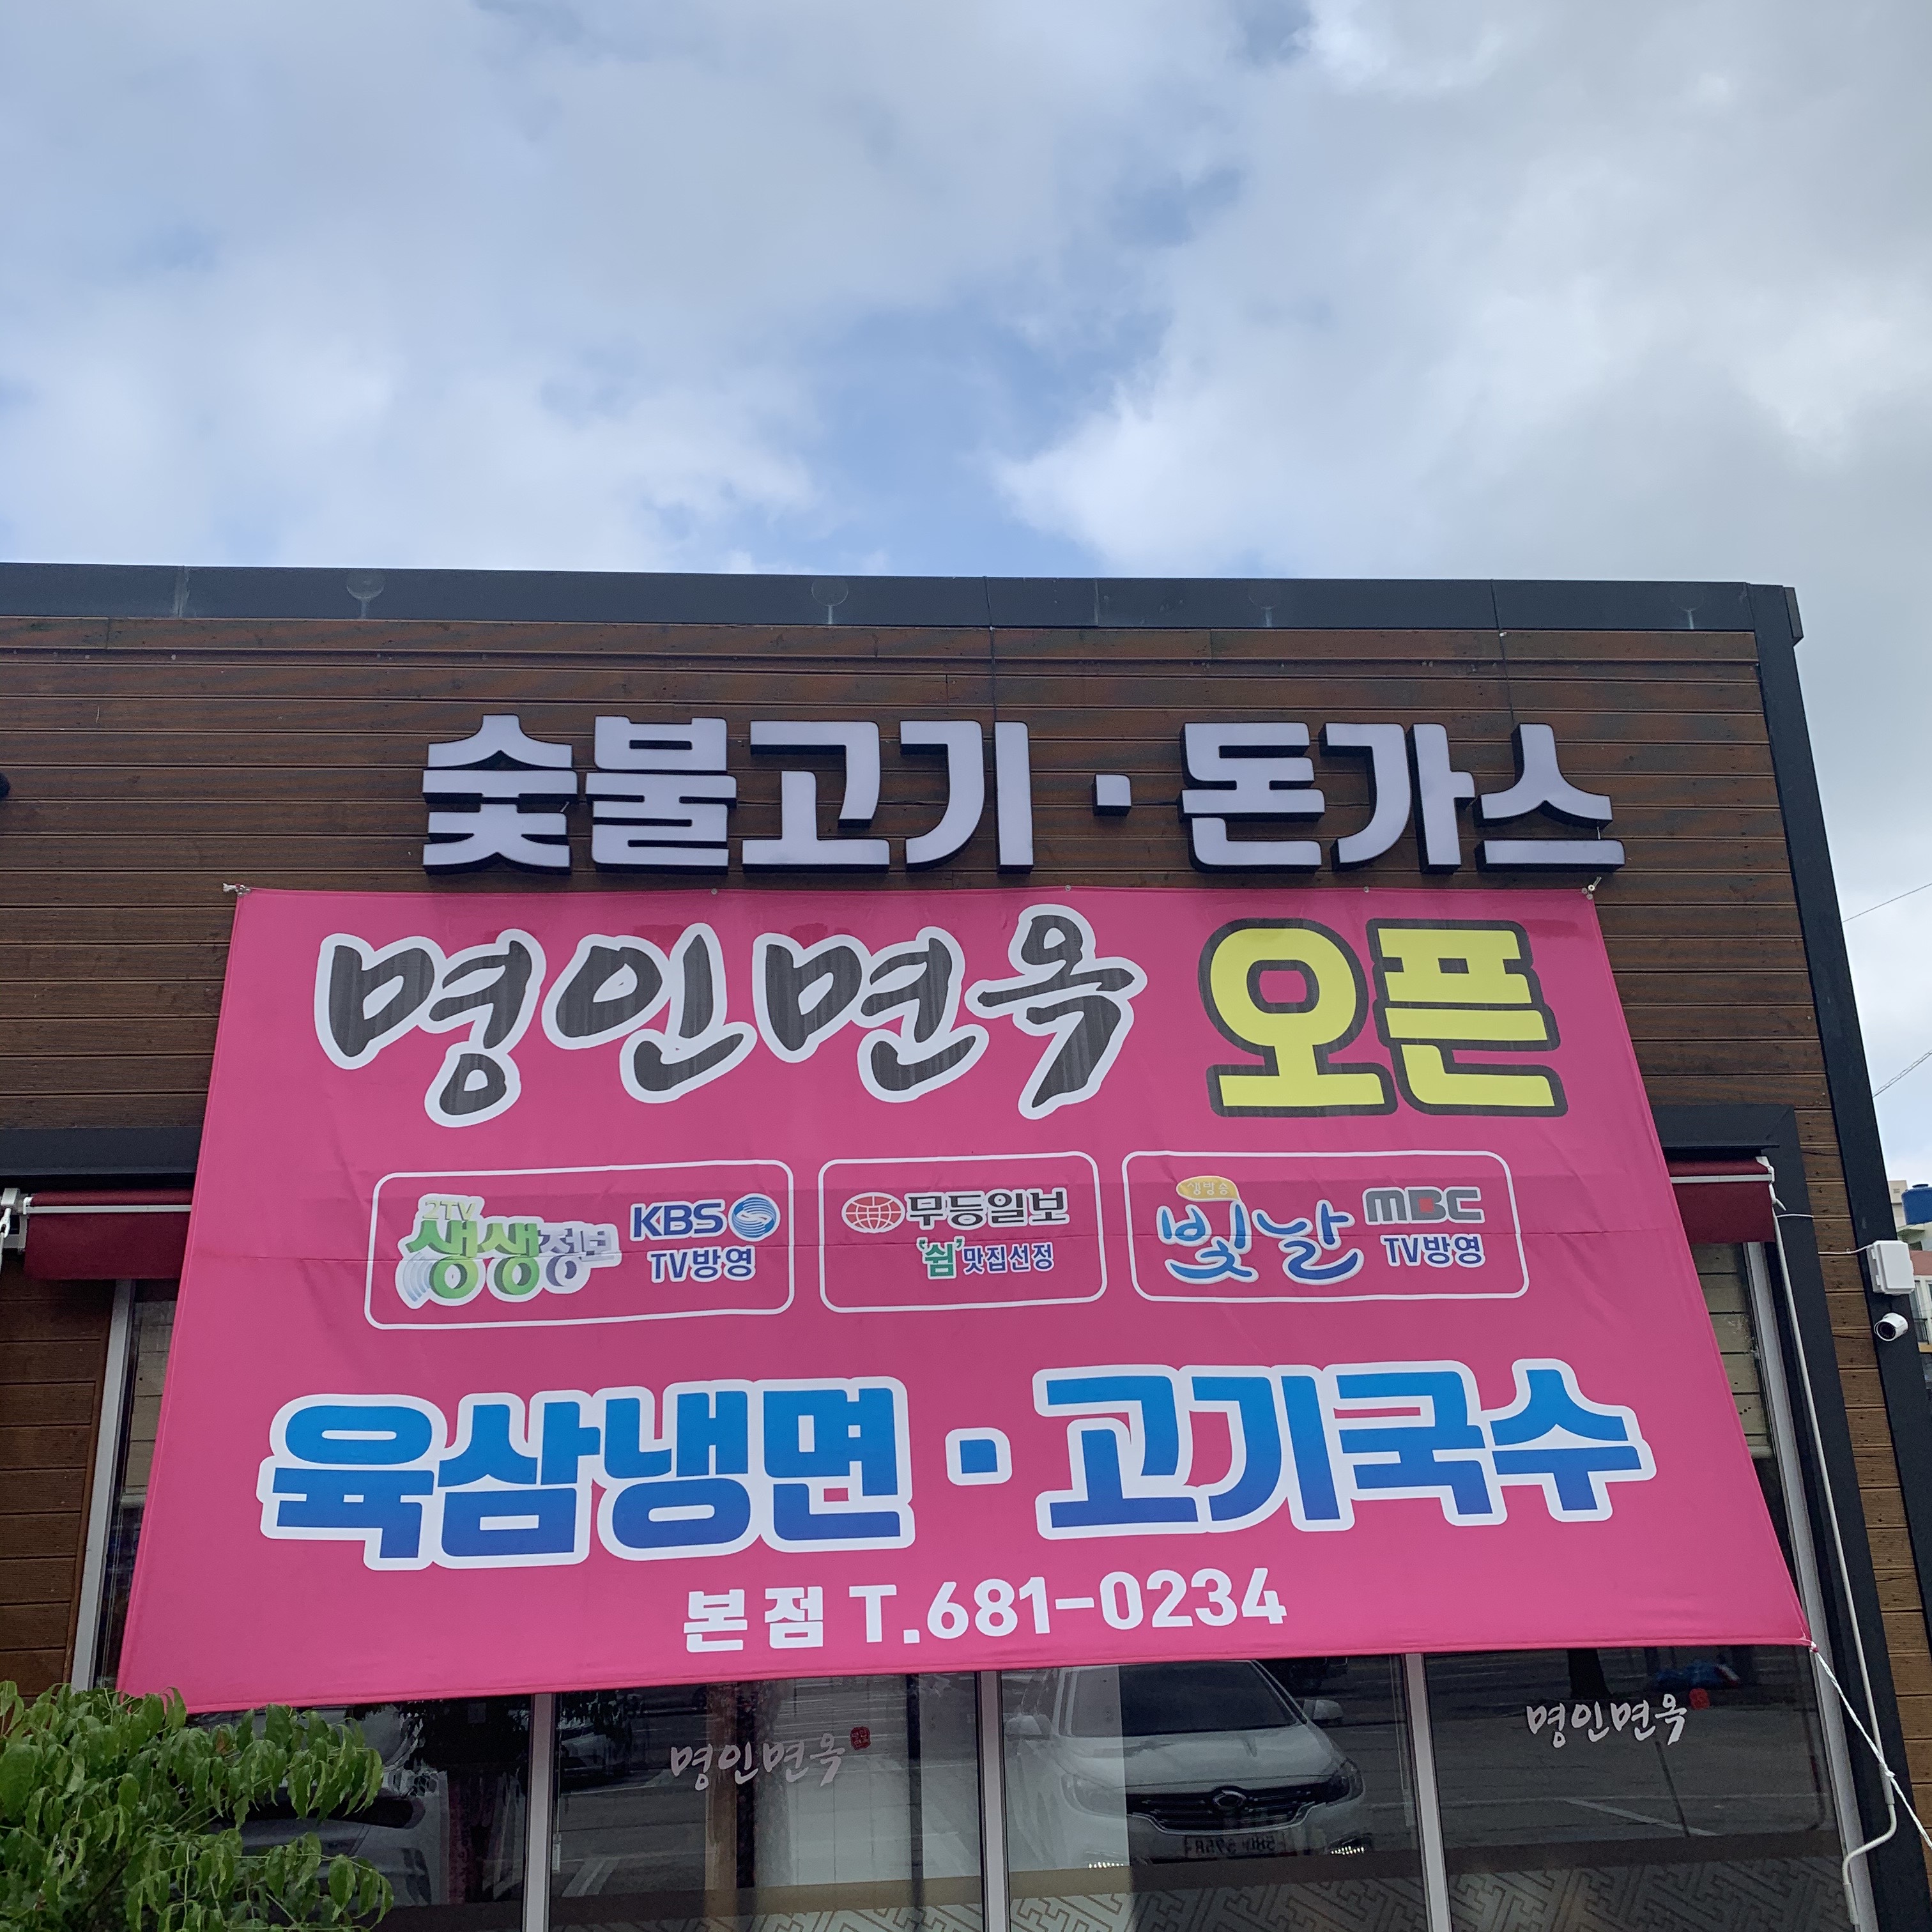 숯불고기 · 돈가스
명인면옥 오픈
2TV 생생정보 KBS TV방영
무등일보 '쉼' 맛집선정
생방송 빛날 MBC TV방영
육삼냉면 · 고기국수
본점 T.681-0234
명인면옥
명인면옥